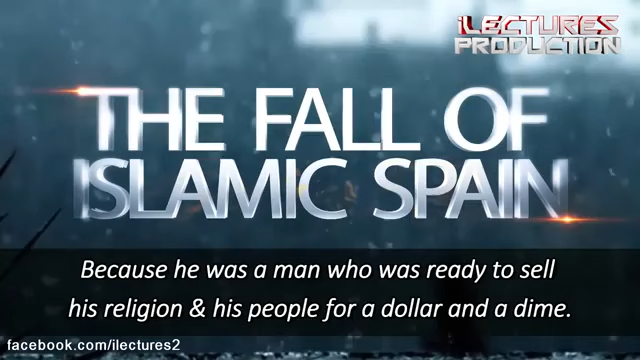 iLECTURES
PRODUCTION
THE FALL OF
ISLAMIC SPAIN
Because he was a man who was ready to sell
his religion & his people for a dollar and a dime.
facebook.com/ilectures2